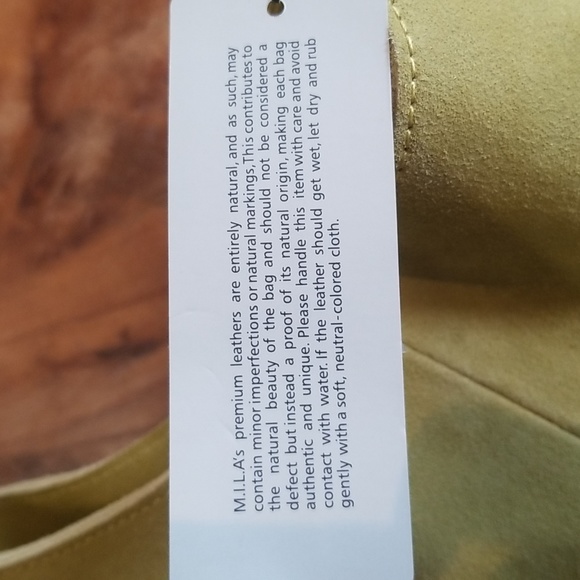 M.I.L.A's premium leathers are entirely natural, and as such, may
contain minor imperfections or natural markings, This contributes to
the natural beauty of the bag and should not be considered a
defect but instead a proof of its natural origin, making each bag
authentic and unique. Please handle this item with care and avoid
contact with water. If the leather should get wet, let dry and rub
gently with a soft, neutral-colored cloth.